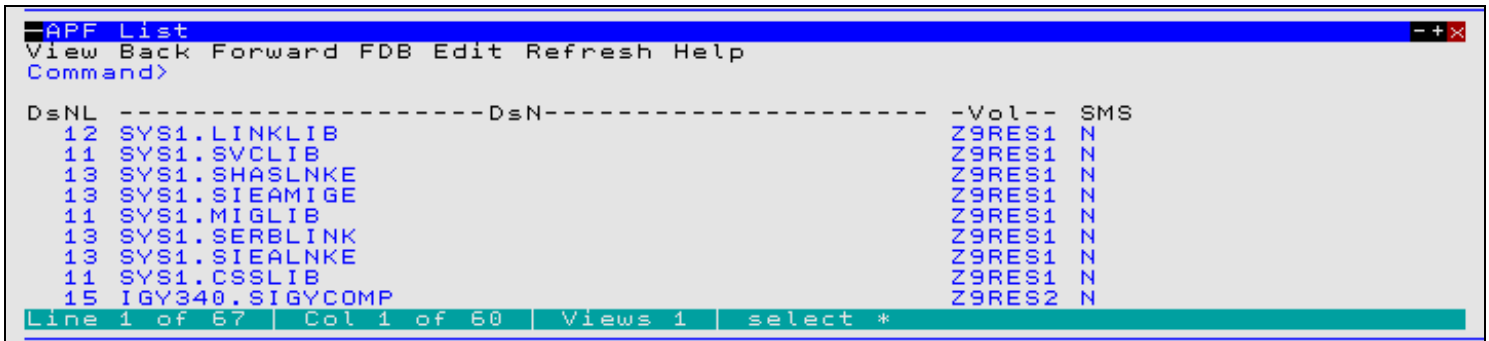 APF List - + x
View Back Forward FDB Edit Refresh Help
Command>
DsNL --------------------DsN--------------------- -Vol-- SMS
12 SYS1.LINKLIB Z9RES1 N
11 SYS1.SVCLIB Z9RES1 N
13 SYS1.SHASLNKE Z9RES1 N
13 SYS1.SIEAMIGE Z9RES1 N
11 SYS1.MIGLIB Z9RES1 N
13 SYS1.SERBLINK Z9RES1 N
13 SYS1.SIEALNKE Z9RES1 N
11 SYS1.CSSLIB Z9RES1 N
15 IGY340.SIGYCOMP Z9RES2 N
Line 1 of 67 | Col 1 of 60 | Views 1 | select *